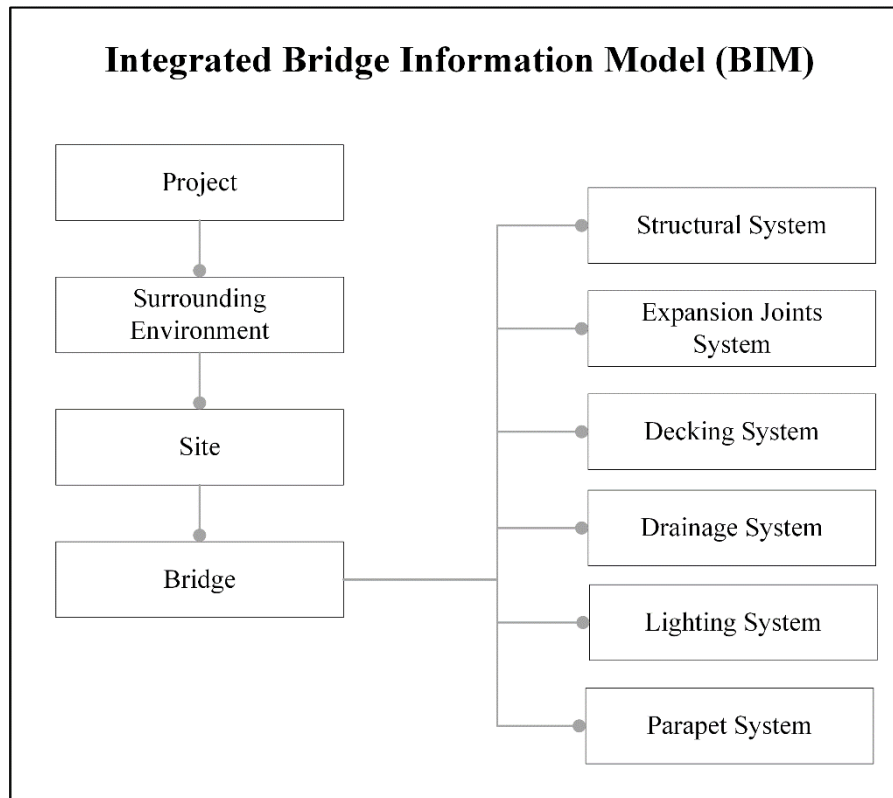 Integrated Bridge Information Model (BIM)
Project
Surrounding
Environment
Site
Bridge
Structural System
Expansion Joints
System
Decking System
Drainage System
Lighting System
Parapet System